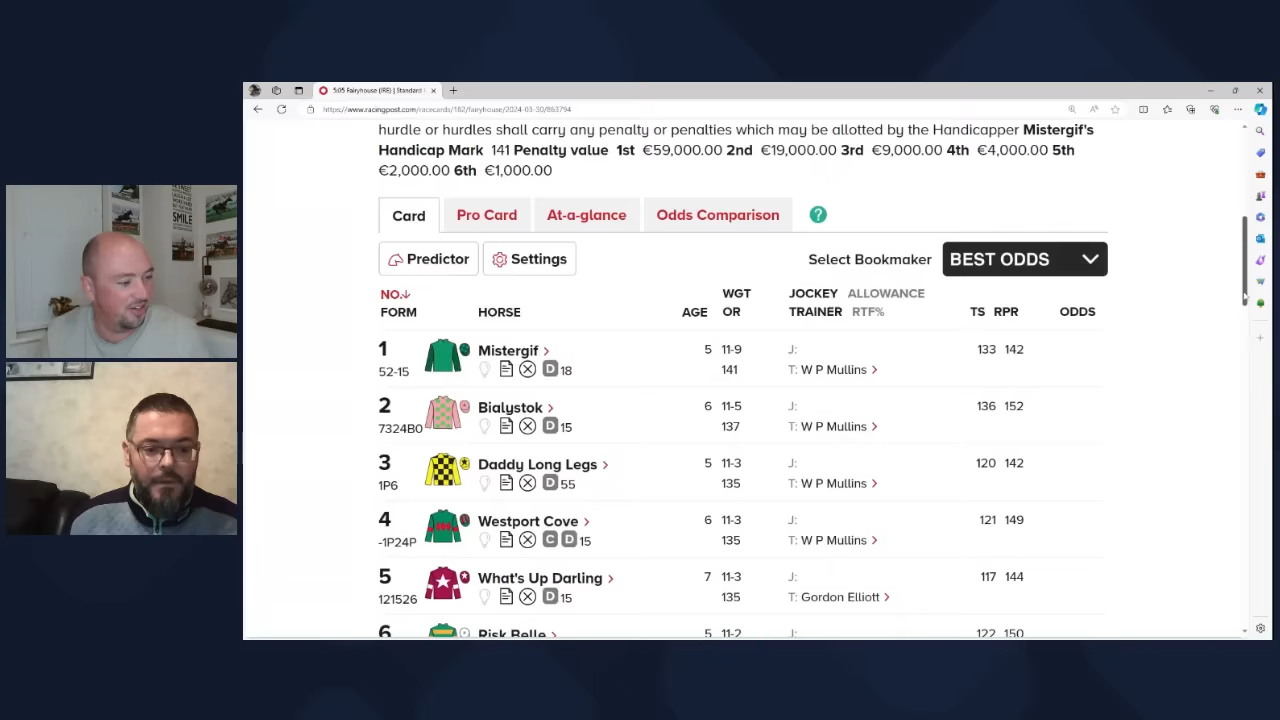 SMILE
5:05 Fairyhouse (IRE) | Standard
https://www.racingpost.com/racecards/182/fairyhouse/2024-03-30/863794
hurdle or hurdles shall carry any penalty or penalties which may be allotted by the Handicapper Mistergif's
Handicap Mark 141 Penalty value 1st €59,000.00 2nd €19,000.00 3rd €9,000.00 4th €4,000.00 5th
€2,000.00 6th €1,000.00
Card Pro Card At-a-glance Odds Comparison ?
Predictor Settings Select Bookmaker BEST ODDS
NO. WGT JOCKEY ALLOWANCE
FORM HORSE AGE OR TRAINER RTF% TS RPR ODDS
1 Mistergif 5 11-9 J: 133 142
52-15 D 18 141 T: W P Mullins
2 Bialystok 6 11-5 J: 136 152
7324B0 D 15 137 T: W P Mullins
3 Daddy Long Legs 5 11-3 J: 120 142
1P6 D 55 135 T: W P Mullins
4 Westport Cove 6 11-3 J: 121 149
-1P24P C D 15 135 T: W P Mullins
5 What's Up Darling 7 11-3 J: 117 144
121526 D 15 135 T: Gordon Elliott
6 Risk Belle 5 11-2 J: 122 150